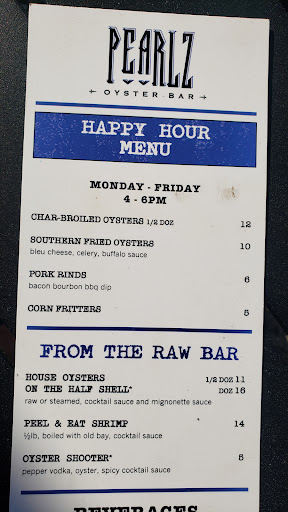 PEARLZ
OYSTER BAR
HAPPY HOUR
MENU
MONDAY - FRIDAY
4 - 6PM
CHAR-BROILED OYSTERS 1/2 DOZ 12
SOUTHERN FRIED OYSTERS 10
bleu cheese, celery, buffalo sauce
PORK RINDS 6
bacon bourbon bbq dip
CORN FRITTERS 5
FROM THE RAW BAR
HOUSE OYSTERS 1/2 DOZ 11
ON THE HALF SHELL* DOZ 16
raw or steamed, cocktail sauce and mignonette sauce
PEEL & EAT SHRIMP 14
½lb, boiled with old bay, cocktail sauce
OYSTER SHOOTER* 5
pepper vodka, oyster, spicy cocktail sauce
BEVERAGES